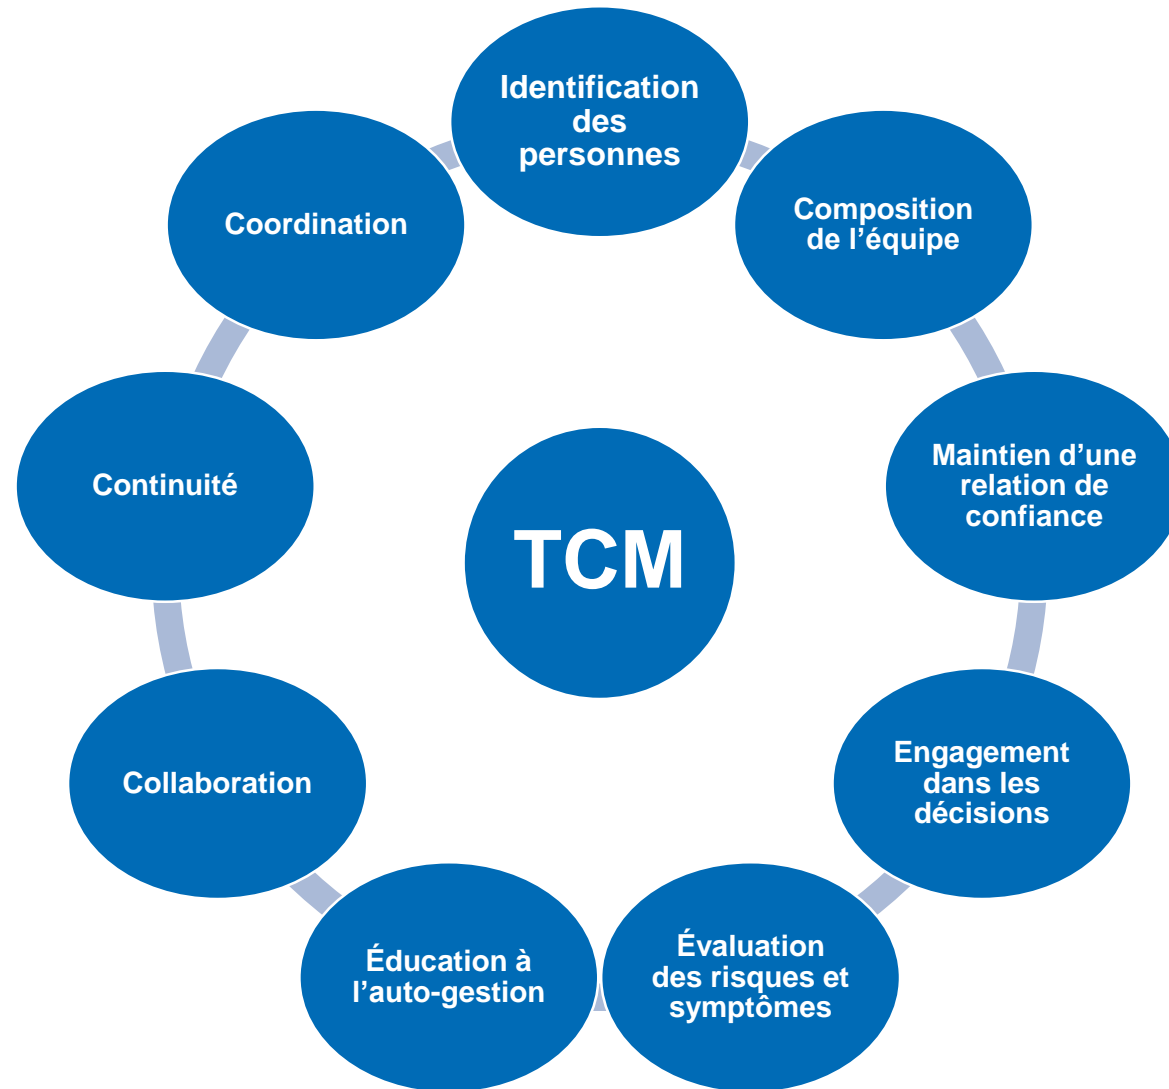 Identification
des
personnes
Composition
de l’équipe
Maintien d’une
relation de
confiance
Engagement
dans les
décisions
Évaluation
des risques et
symptômes
Éducation à
l’auto-gestion
Collaboration
Continuité
Coordination
TCM